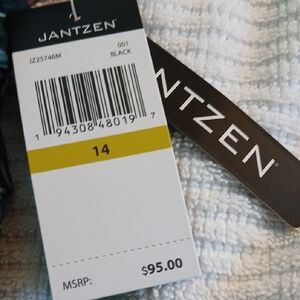 JANTZEN
JZ25746M 001
BLACK
1 94308 48019 7
14
MSRP: $95.00
NTZEN